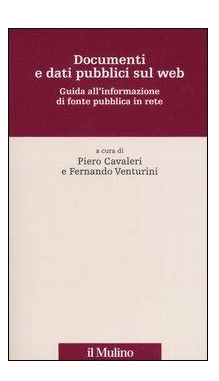 Documenti
e dati pubblici sul web
Guida all'informazione
di fonte pubblica in rete
a cura di
Piero Cavaleri
e Fernando Venturini
il Mulino